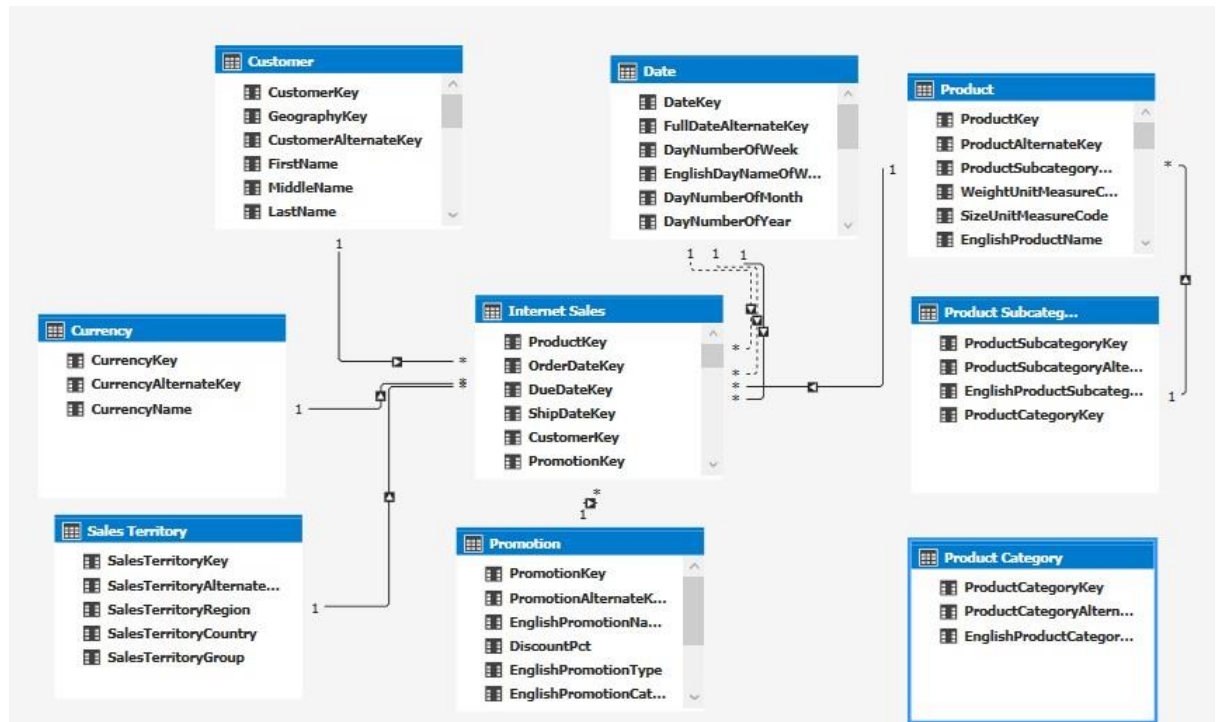 Customer
CustomerKey
GeographyKey
CustomerAlternateKey
FirstName
MiddleName
LastName
1
Date
DateKey
FullDateAlternateKey
DayNumberOfWeek
EnglishDayNameOfW...
DayNumberOfMonth
DayNumberOfYear
1 1 1
Product
ProductKey
ProductAlternateKey
ProductSubcategory...
WeightUnitMeasureC...
SizeUnitMeasureCode
EnglishProductName
1
*
Currency
CurrencyKey
CurrencyAlternateKey
CurrencyName
1
Internet Sales
ProductKey
OrderDateKey
DueDateKey
ShipDateKey
CustomerKey
PromotionKey
*
*
*
*
*
*
*
1
Product Subcateg...
ProductSubcategoryKey
ProductSubcategoryAlte...
EnglishProductSubcateg...
ProductCategoryKey
1
Sales Territory
SalesTerritoryKey
SalesTerritoryAlternate...
SalesTerritoryRegion
SalesTerritoryCountry
SalesTerritoryGroup
1
Promotion
PromotionKey
PromotionAlternateK...
EnglishPromotionNa...
DiscountPct
EnglishPromotionType
EnglishPromotionCat...
Product Category
ProductCategoryKey
ProductCategoryAltern...
EnglishProductCategor...